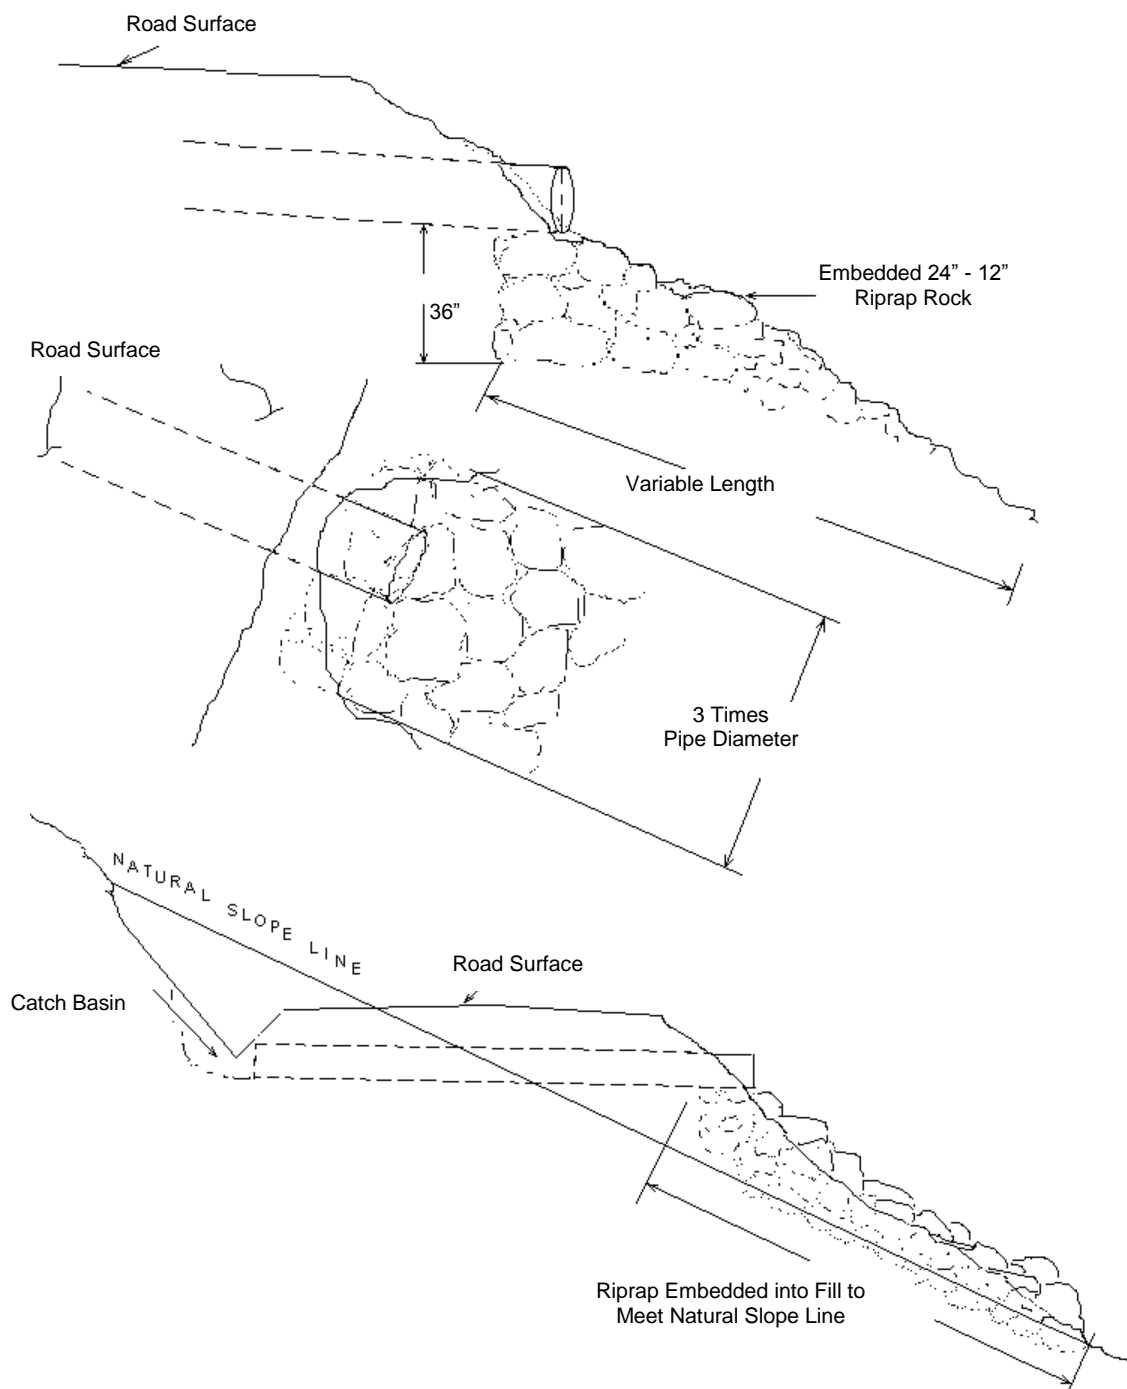 Road Surface
Embedded 24” - 12”
Riprap Rock
36”
Road Surface
Variable Length
3 Times
Pipe Diameter
NATURAL SLOPE LINE
Road Surface
Catch Basin
Riprap Embedded into Fill to
Meet Natural Slope Line